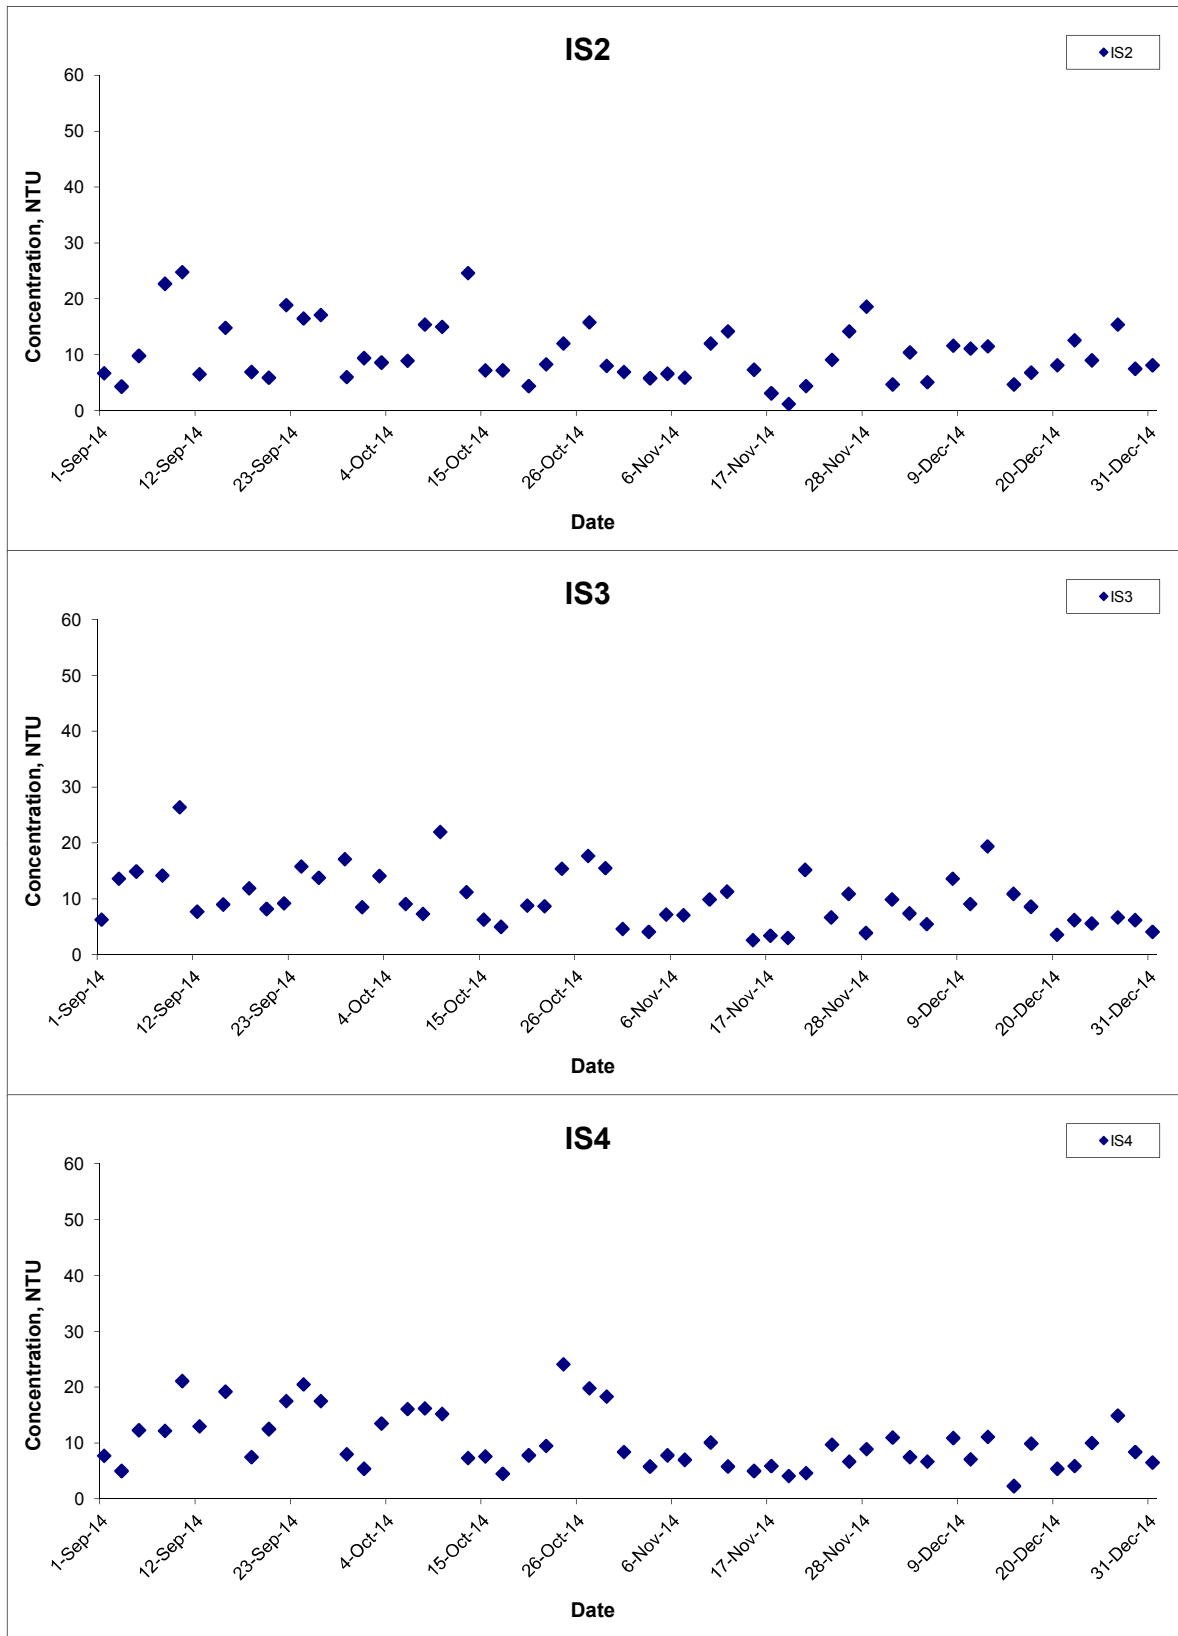 IS2
IS2
Concentration, NTU
60
50
40
30
20
10
0
1-Sep-14
12-Sep-14
23-Sep-14
4-Oct-14
15-Oct-14
26-Oct-14
6-Nov-14
17-Nov-14
28-Nov-14
9-Dec-14
20-Dec-14
31-Dec-14
Date
IS3
IS3
Concentration, NTU
60
50
40
30
20
10
0
1-Sep-14
12-Sep-14
23-Sep-14
4-Oct-14
15-Oct-14
26-Oct-14
6-Nov-14
17-Nov-14
28-Nov-14
9-Dec-14
20-Dec-14
31-Dec-14
Date
IS4
IS4
Concentration, NTU
60
50
40
30
20
10
0
1-Sep-14
12-Sep-14
23-Sep-14
4-Oct-14
15-Oct-14
26-Oct-14
6-Nov-14
17-Nov-14
28-Nov-14
9-Dec-14
20-Dec-14
31-Dec-14
Date